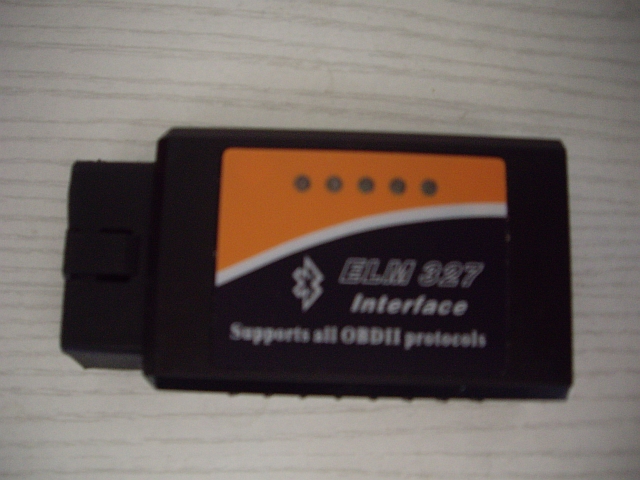 ELM 327
Interface
Supports all OBDII protocols